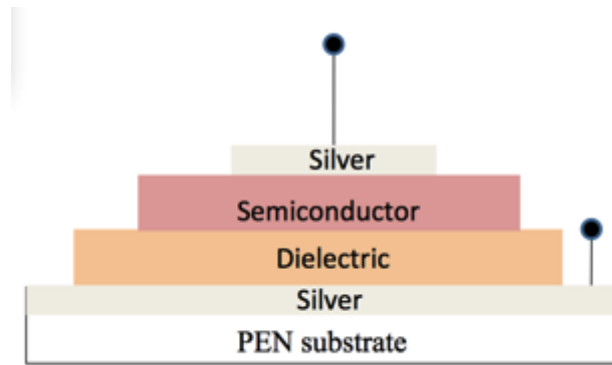 Silver
Semiconductor
Dielectric
Silver
PEN substrate